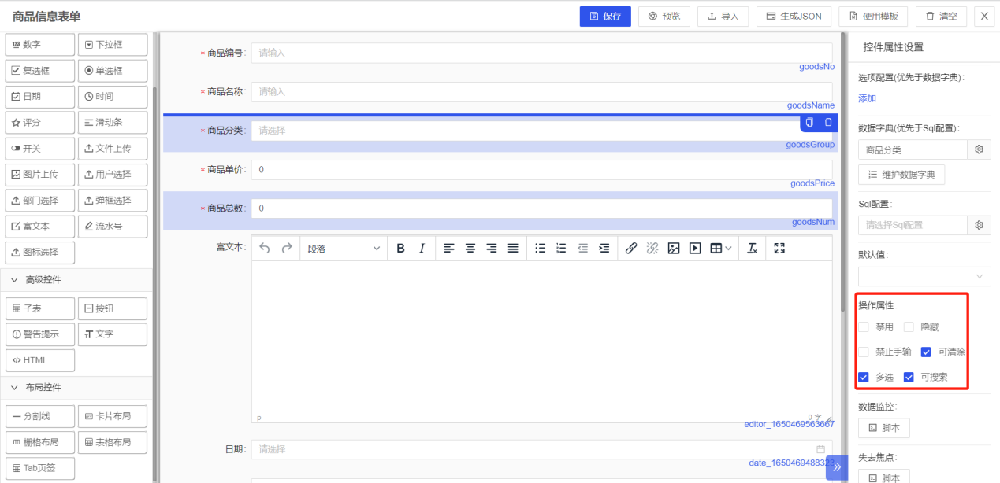 商品信息表单
保存 预览 导入 生成JSON 使用模板 清空 X
数字 下拉框
复选框 单选框
日期 时间
评分 滑动条
开关 文件上传
图片上传 用户选择
部门选择 弹框选择
富文本 流水号
图标选择
高级控件
子表 按钮
警告提示 文字
HTML
布局控件
分割线 卡片布局
栅格布局 表格布局
Tab页签
* 商品编号: 请输入
goodsNo
* 商品名称: 请输入
goodsName
* 商品分类: 请选择
goodsGroup
* 商品单价: 0
goodsPrice
* 商品总数: 0
goodsNum
富文本: 段落 B I
p 0 字
editor_1650469563667
日期: 请选择
date_1650469488323
控件属性设置
选项配置(优先于数据字典):
添加
数据字典(优先于Sql配置):
商品分类
维护数据字典
Sql配置:
请选择Sql配置
默认值:
操作属性:
禁用 隐藏
禁止手输 可清除
多选 可搜索
数据监控:
脚本
失去焦点:
脚本